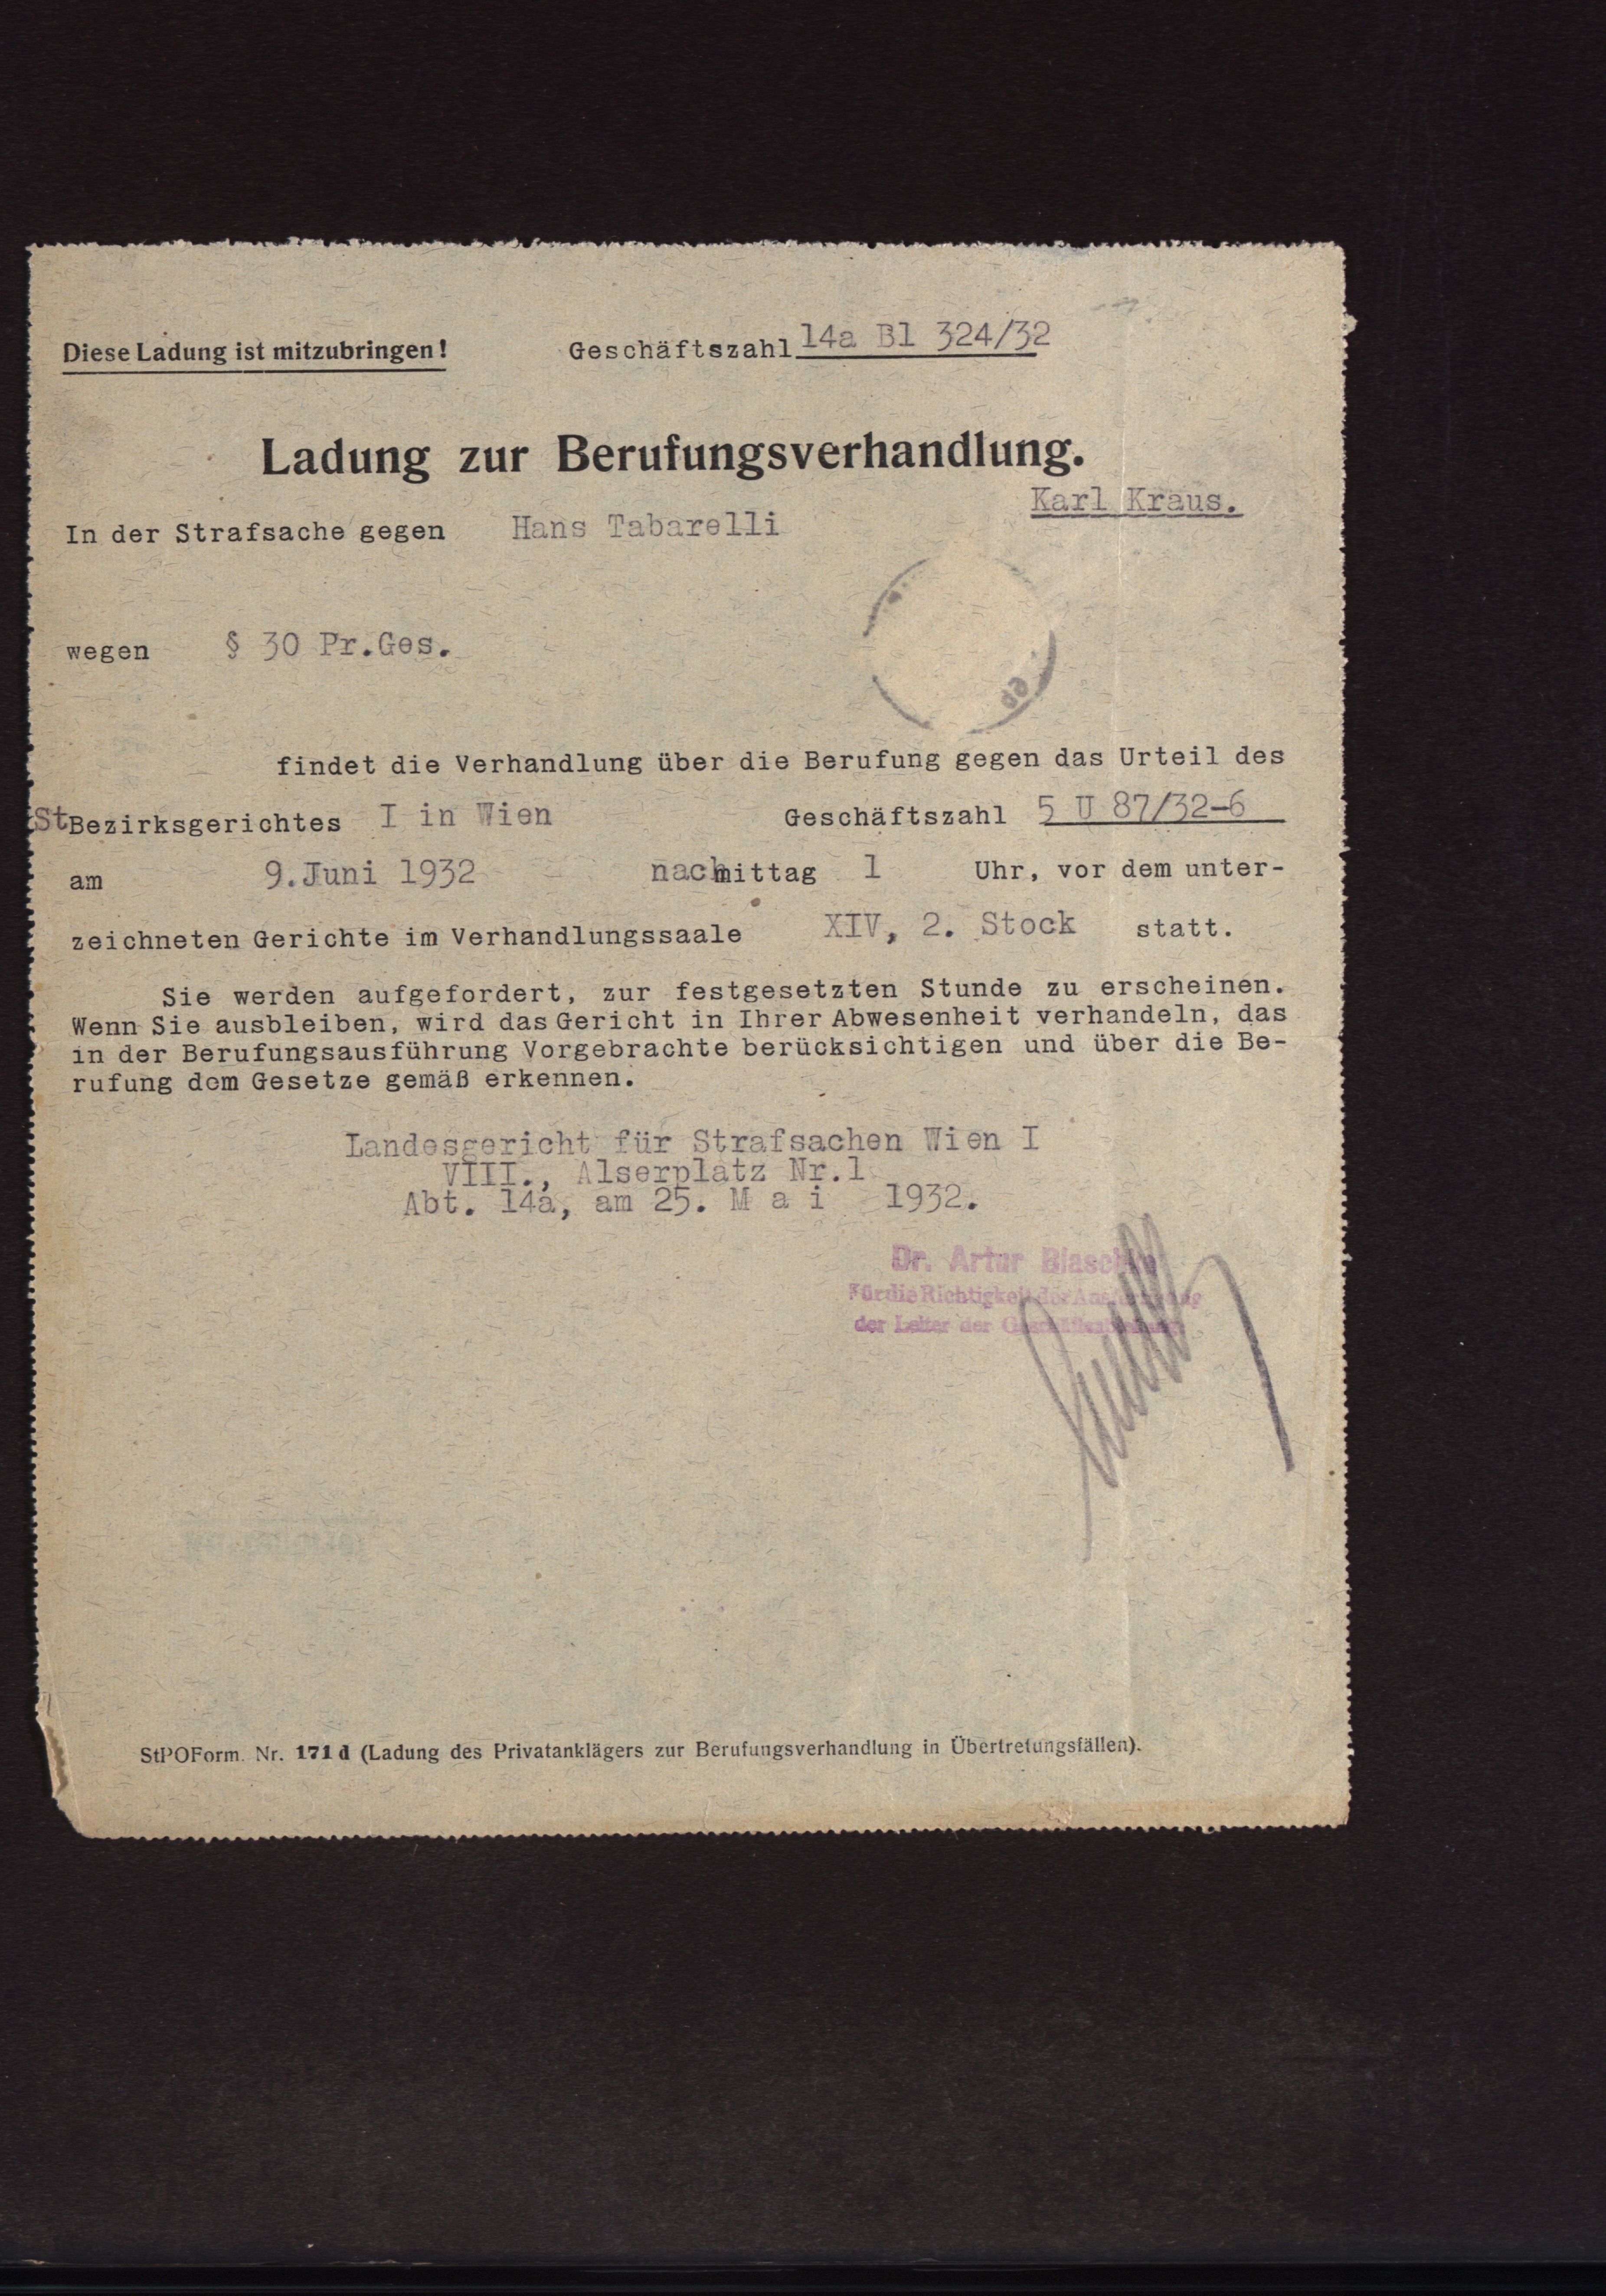 Diese Ladung ist mitzubringen! Geschäftszahl 14a Bl 324/32
Ladung zur Berufungsverhandlung.
Karl Kraus.
In der Strafsache gegen Hans Tabarelli
wegen § 30 Pr.Ges.
findet die Verhandlung über die Berufung gegen das Urteil des
StBezirksgerichtes I in Wien Geschäftszahl 5 U 87/32-6
am 9.Juni 1932 nachmittag 1 Uhr, vor dem unter-
zeichneten Gerichte im Verhandlungssaale XIV, 2. Stock statt.
Sie werden aufgefordert, zur festgesetzten Stunde zu erscheinen.
Wenn Sie ausbleiben, wird das Gericht in Ihrer Abwesenheit verhandeln, das
in der Berufungsausführung Vorgebrachte berücksichtigen und über die Be-
rufung dem Gesetze gemäß erkennen.
Landesgericht für Strafsachen Wien I
VIII., Alserplatz Nr.1
Abt. 14a, am 25. M a i 1932.
Dr. Artur Blaschke
Für die Richtigkeit der Ausfertigung
der Leiter der Geschäftsabteilung
StPOForm. Nr. 171 d (Ladung des Privatanklägers zur Berufungsverhandlung in Übertretungsfällen).